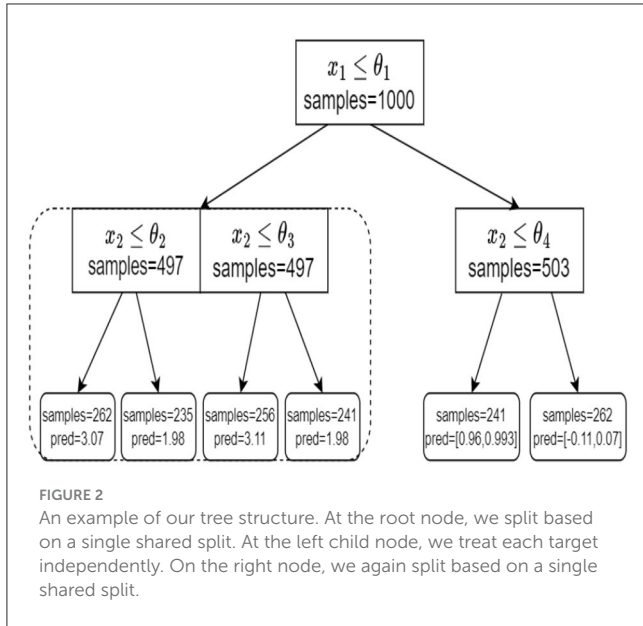 x₁ ≤ θ₁
samples=1000
x₂ ≤ θ₂
samples=497
x₂ ≤ θ₃
samples=497
x₂ ≤ θ₄
samples=503
samples=262
pred=3.07
samples=235
pred=1.98
samples=256
pred=3.11
samples=241
pred=1.98
samples=241
pred=[0.96,0.993]
samples=262
pred=[-0.11,0.07]
FIGURE 2
An example of our tree structure. At the root node, we split based
on a single shared split. At the left child node, we treat each target
independently. On the right node, we again split based on a single
shared split.